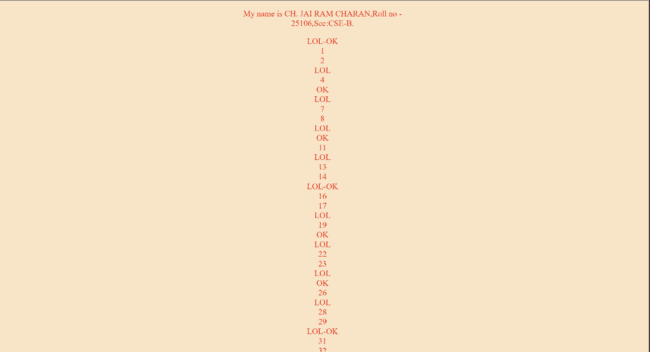 My name is CH. JAI RAM CHARAN,Roll no -
25106,Sec:CSE-B.
LOL-OK
1
2
LOL
4
OK
LOL
7
8
LOL
OK
11
LOL
13
14
LOL-OK
16
17
LOL
19
OK
LOL
22
23
LOL
OK
26
LOL
28
29
LOL-OK
31
32